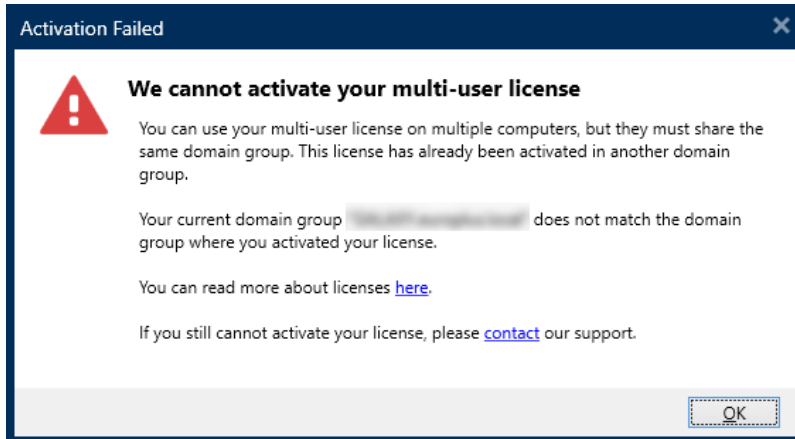 Activation Failed
We cannot activate your multi-user license
You can use your multi-user license on multiple computers, but they must share the
same domain group. This license has already been activated in another domain
group.
Your current domain group does not match the domain
group where you activated your license.
You can read more about licenses here.
If you still cannot activate your license, please contact our support.
OK